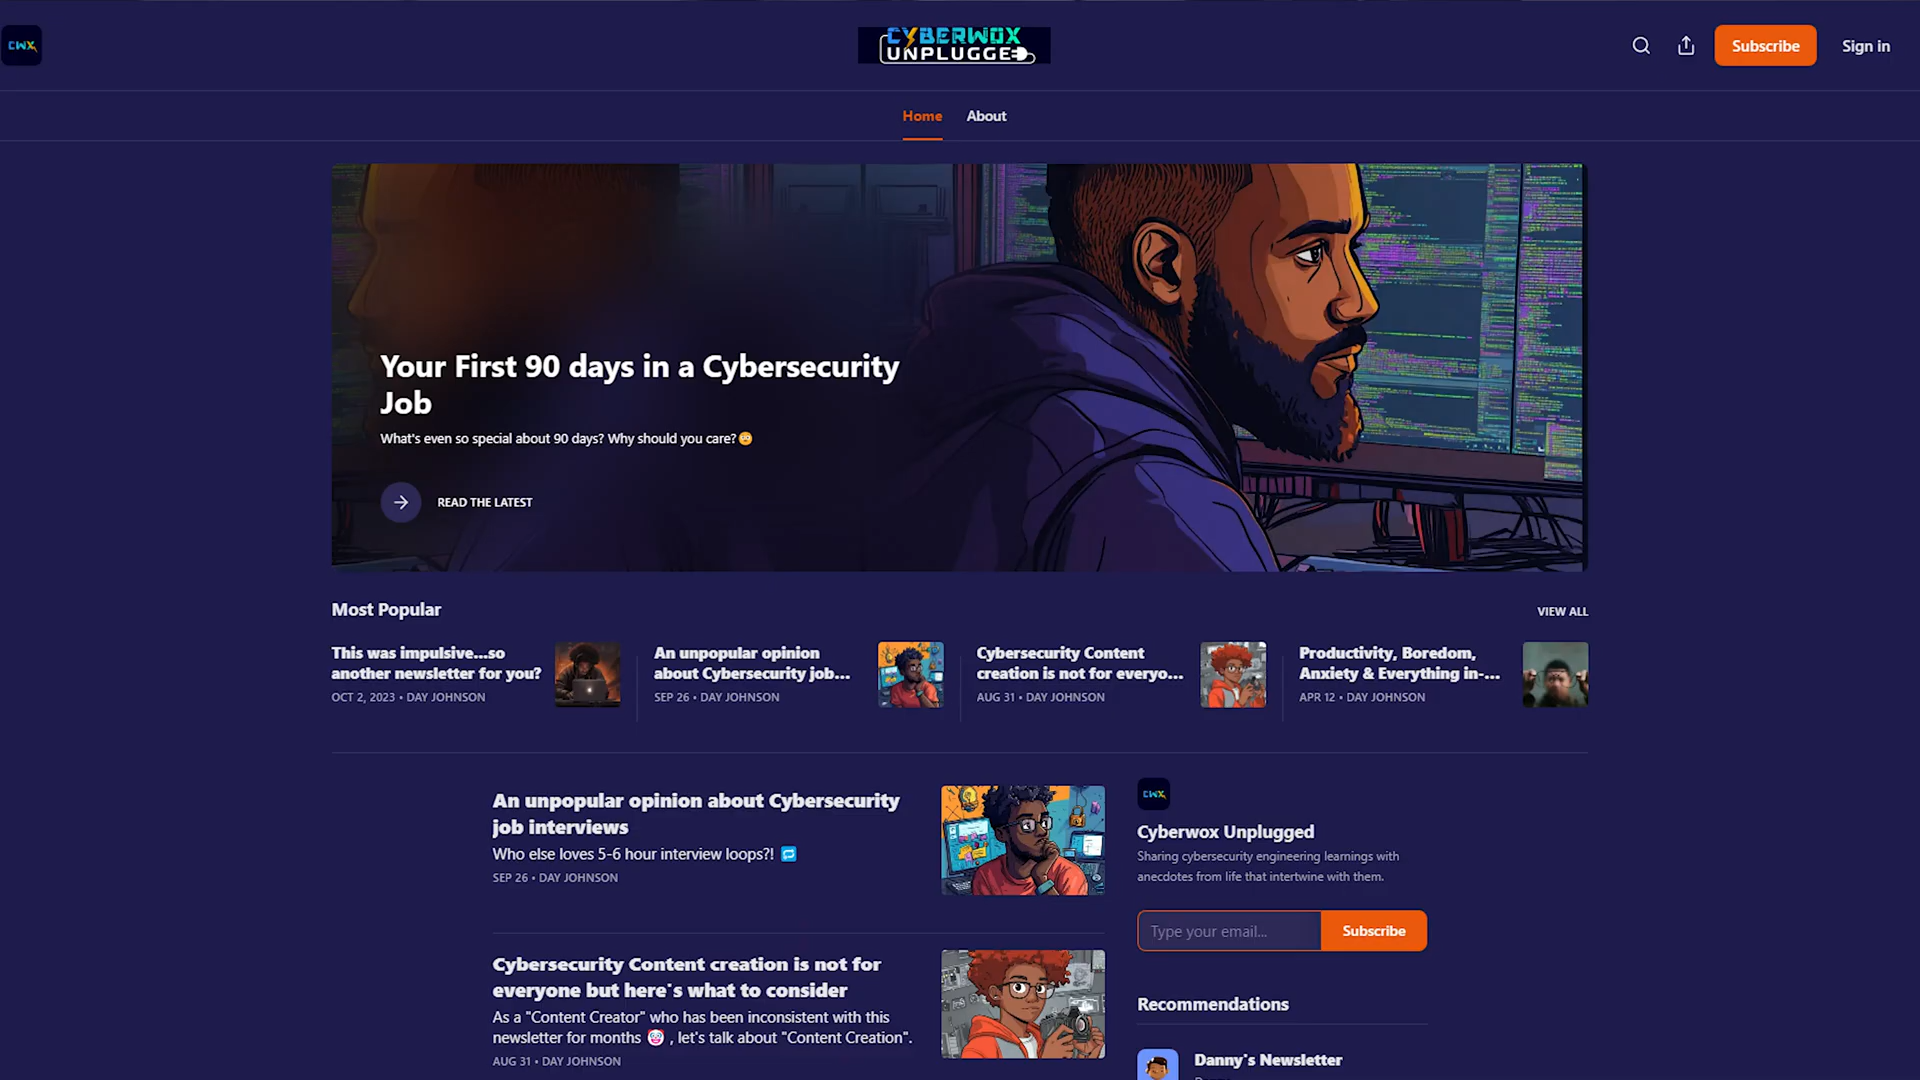 CWX
CYBERWOX
UNPLUGGED
Subscribe
Sign in
Home
About
Your First 90 days in a Cybersecurity
Job
What's even so special about 90 days? Why should you care?😳
READ THE LATEST
Most Popular
VIEW ALL
This was impulsive...so
another newsletter for you?
OCT 2, 2023 • DAY JOHNSON
An unpopular opinion
about Cybersecurity job...
SEP 26 • DAY JOHNSON
Cybersecurity Content
creation is not for everyo...
AUG 31 • DAY JOHNSON
Productivity, Boredom,
Anxiety & Everything in-...
APR 12 • DAY JOHNSON
An unpopular opinion about Cybersecurity
job interviews
Who else loves 5-6 hour interview loops?! 🔁
SEP 26 • DAY JOHNSON
Cybersecurity Content creation is not for
everyone but here's what to consider
As a "Content Creator" who has been inconsistent with this
newsletter for months 🤡 , let's talk about "Content Creation".
AUG 31 • DAY JOHNSON
CWX
Cyberwox Unplugged
Sharing cybersecurity engineering learnings with
anecdotes from life that intertwine with them.
Type your email...
Subscribe
Recommendations
Danny's Newsletter